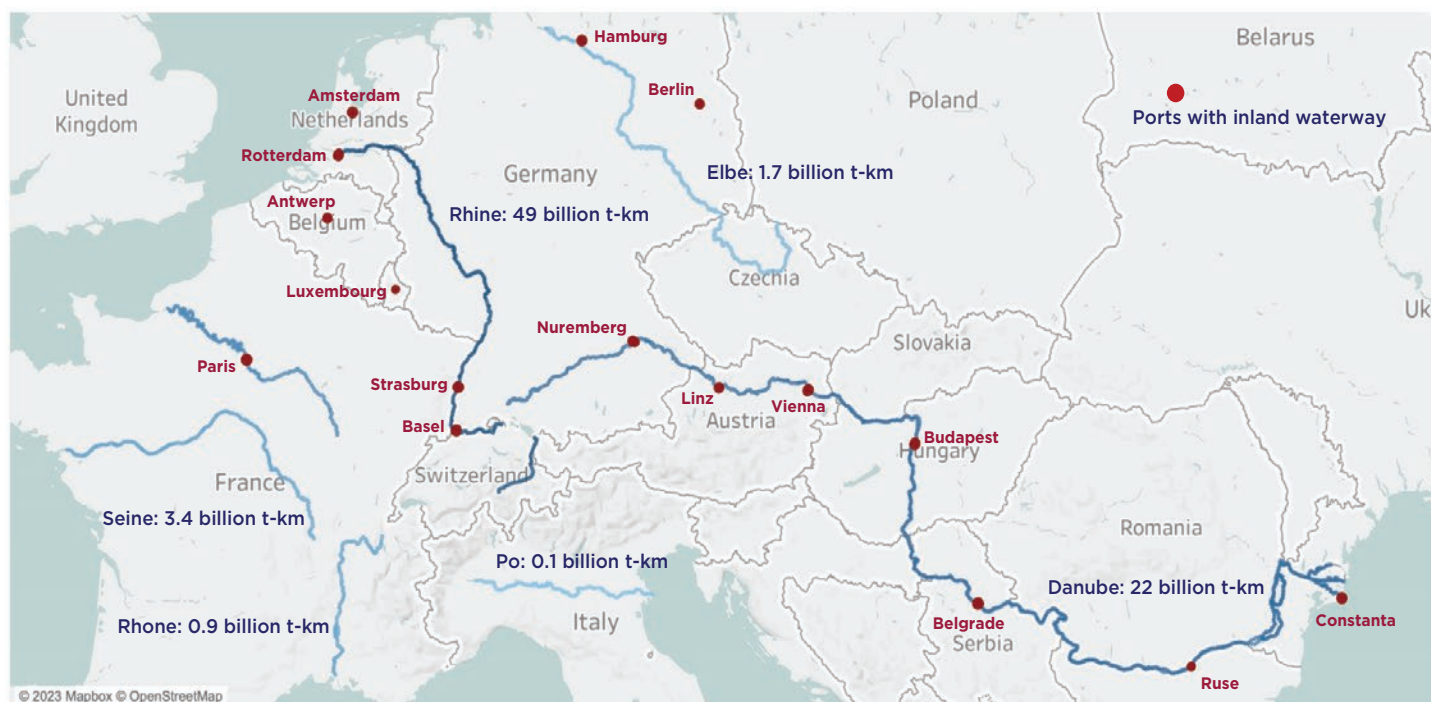 Hamburg
Belarus
Berlin
Poland
United
Kingdom
Amsterdam
Netherlands
Ports with inland waterway
Rotterdam
Germany
Elbe: 1.7 billion t-km
Antwerp
Belgium
Rhine: 49 billion t-km
Czechia
Luxembourg
Uk
Nuremberg
Slovakia
Paris
Strasburg
Linz
Vienna
Austria
Basel
Budapest
Hungary
Switzerland
France
Seine: 3.4 billion t-km
Romania
Po: 0.1 billion t-km
Danube: 22 billion t-km
Rhone: 0.9 billion t-km
Italy
Belgrade
Serbia
Constanta
Ruse
© 2023 Mapbox © OpenStreetMap